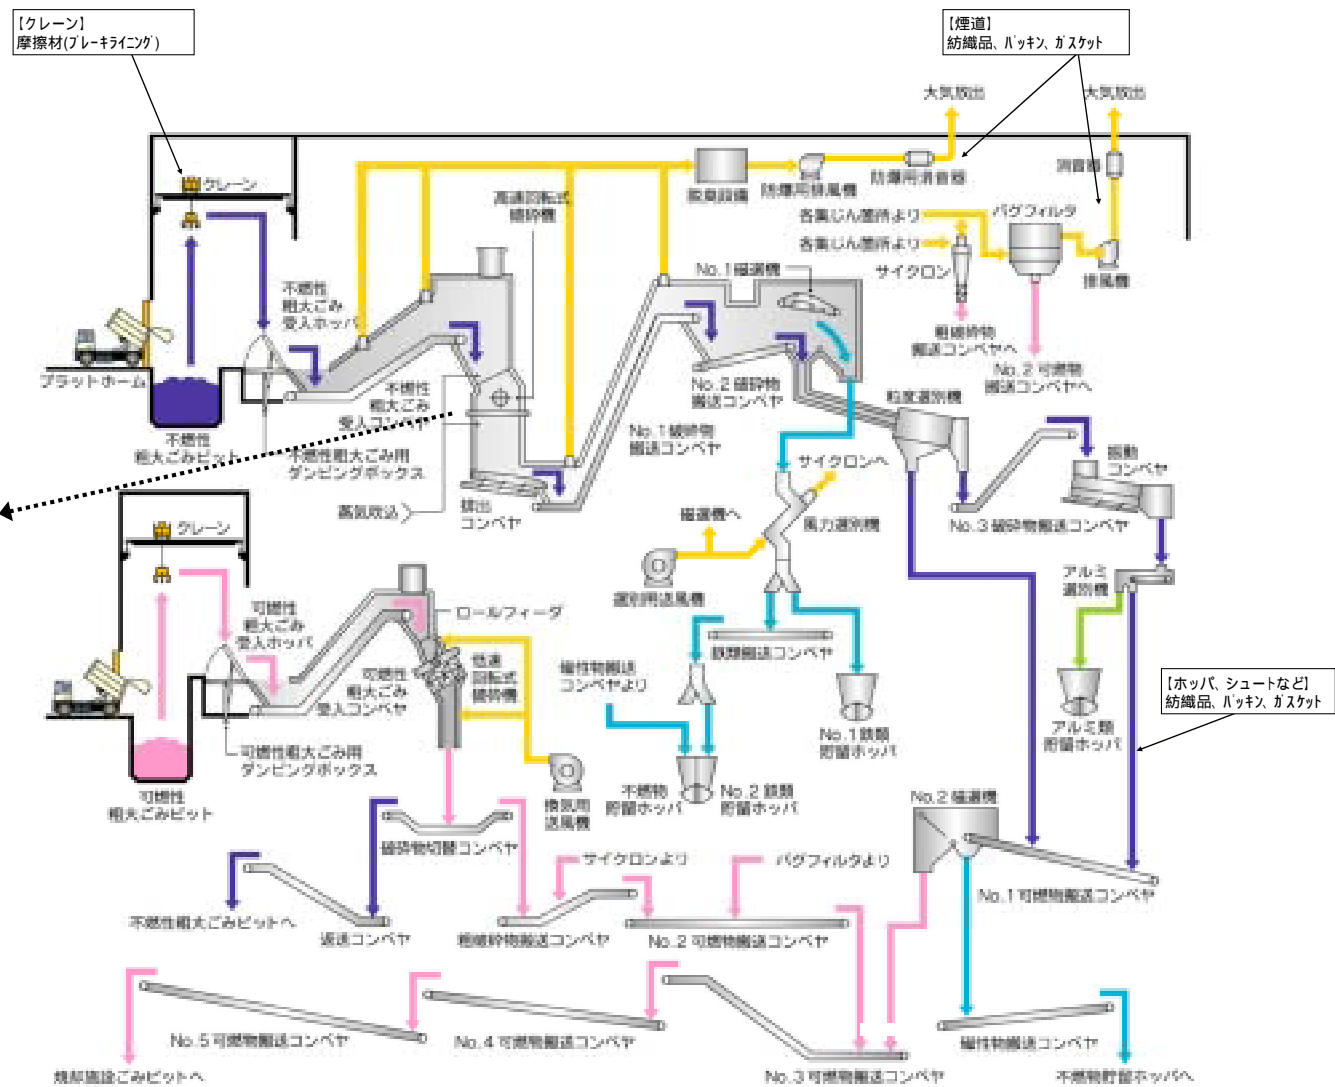 【クレーン】
摩擦材(ブレーキライニング)
【煙道】
紡織品、パッキン、ガスケット
大気放出
大気放出
クレーン
高速回転式
破砕機
脱臭設備
防爆用排風機
防爆用消音器
消音器
各集じん箇所より
各集じん箇所より
バグフィルタ
サイクロン
排風機
No.1磁選機
不燃性
粗大ごみ
受入ホッパ
粗破砕物
搬送コンベヤへ
No.2可燃物
搬送コンベヤへ
プラットホーム
不燃性
粗大ごみピット
不燃性
粗大ごみ
受入コンベヤ
不燃性粗大ごみ用
ダンピングボックス
No.1破砕物
搬送コンベヤ
No.2破砕物
搬送コンベヤ
粒度選別機
サイクロンへ
振動
コンベヤ
蒸気吹込
排出
コンベヤ
磁選機へ
風力選別機
No.3破砕物搬送コンベヤ
クレーン
選別用送風機
アルミ
選別機
可燃性
粗大ごみ
受入ホッパ
ロールフィーダ
鉄類搬送コンベヤ
可燃性
粗大ごみ
受入コンベヤ
低速
回転式
破砕機
磁性物搬送
コンベヤより
【ホッパ、シュートなど】
紡織品、パッキン、ガスケット
No.1鉄類
貯留ホッパ
アルミ類
貯留ホッパ
可燃性粗大ごみ用
ダンピングボックス
可燃性
粗大ごみピット
換気用
送風機
不燃物
貯留ホッパ
No.2鉄類
貯留ホッパ
No.2磁選機
破砕物切替コンベヤ
サイクロンより
バグフィルタより
No.1可燃物搬送コンベヤ
不燃性粗大ごみピットへ
返送コンベヤ
粗破砕物搬送コンベヤ
No.2可燃物搬送コンベヤ
No.5可燃物搬送コンベヤ
No.4可燃物搬送コンベヤ
磁性物搬送コンベヤ
焼却施設ごみピットへ
No.3可燃物搬送コンベヤ
不燃物貯留ホッパへ